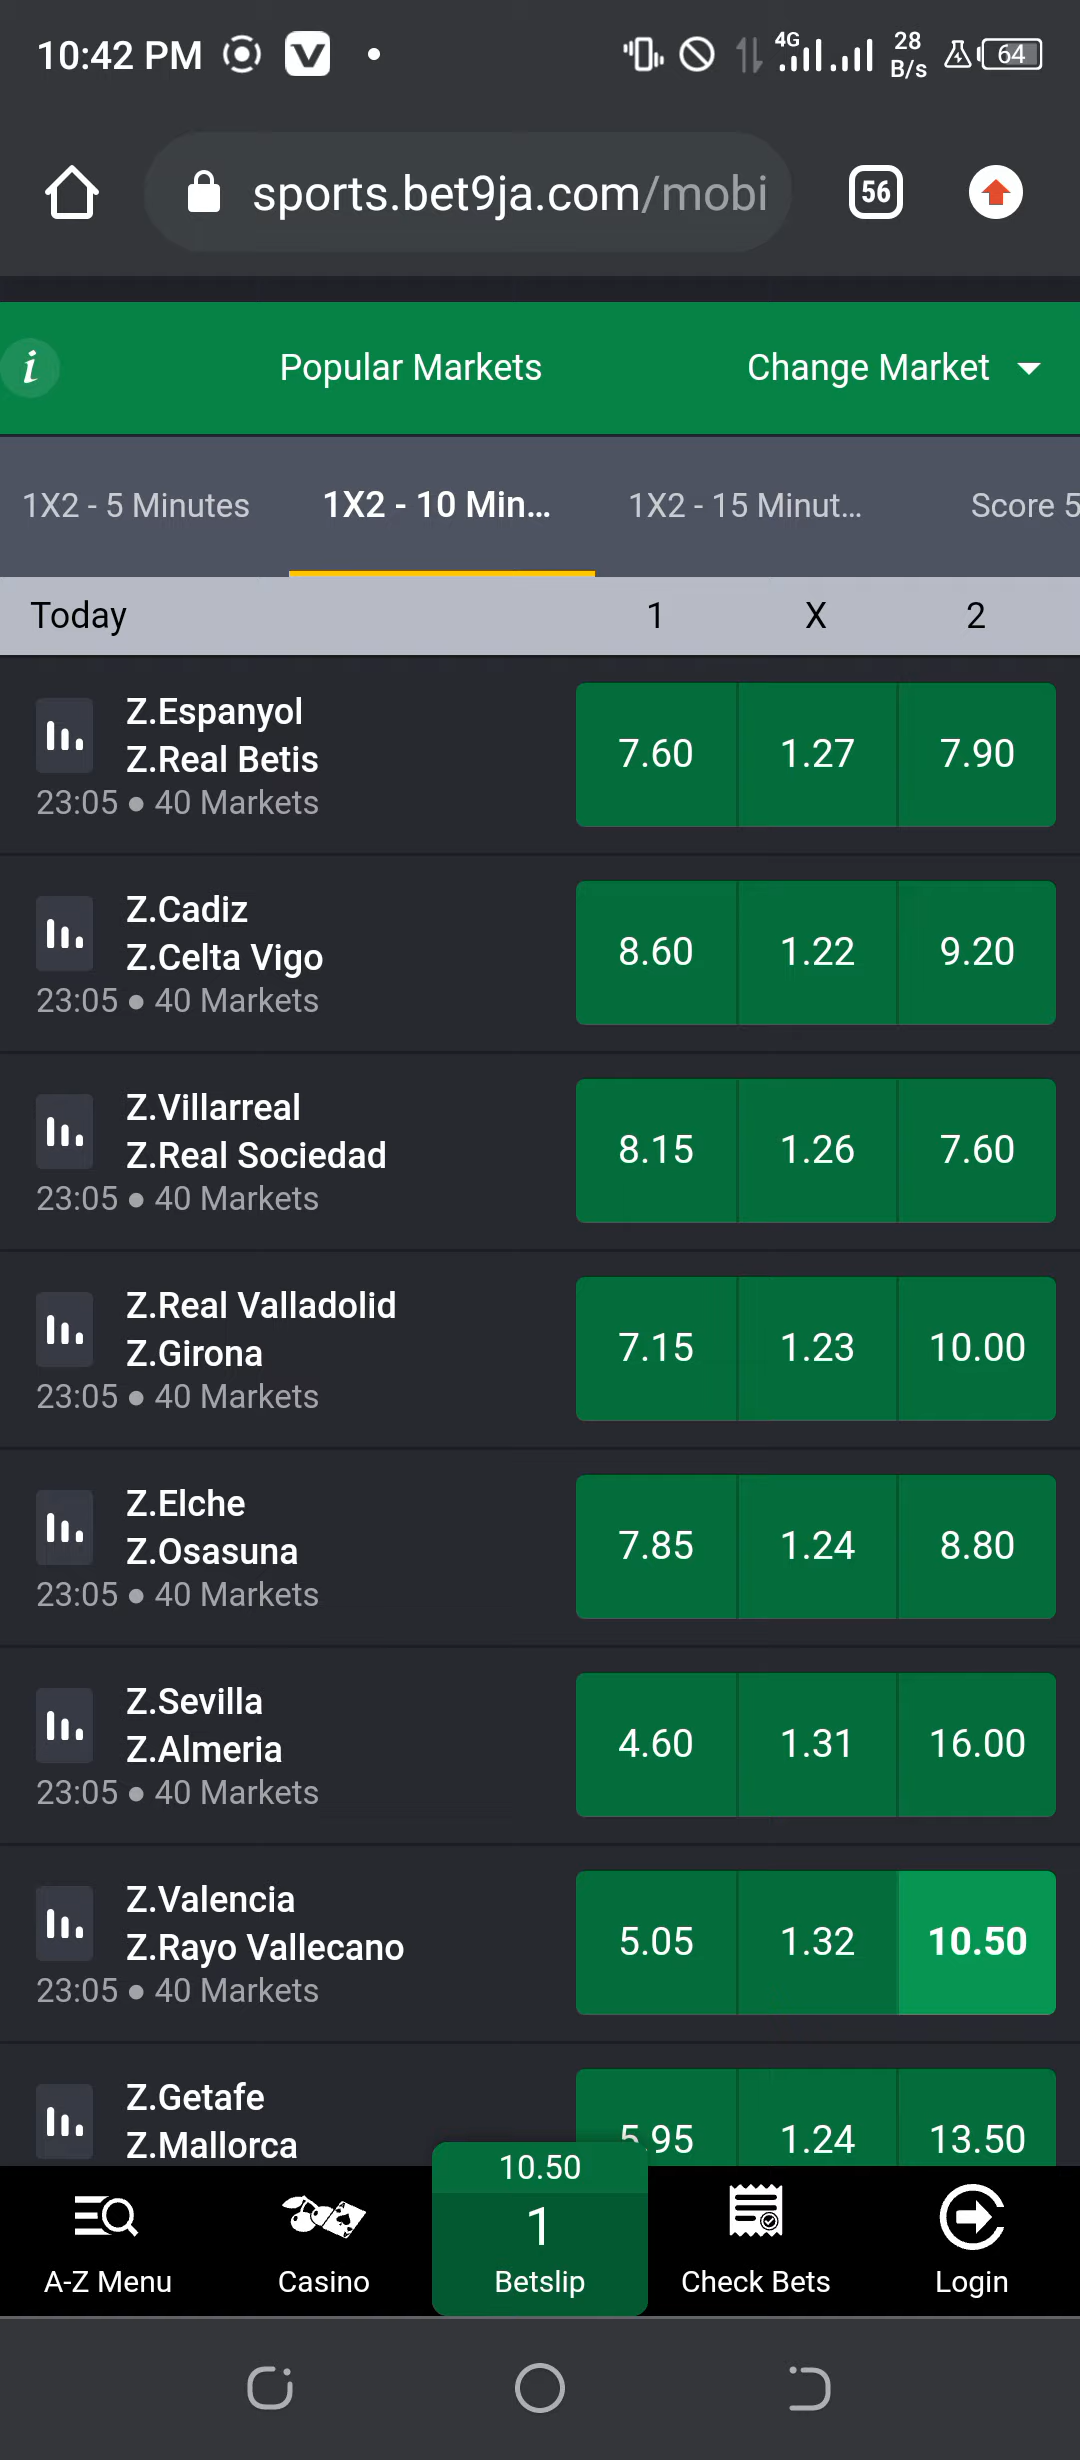 10:42 PM V 4G 28 B/s 64
sports.bet9ja.com/mobi 56
i Popular Markets Change Market
1X2 - 5 Minutes 1X2 - 10 Min... 1X2 - 15 Minut... Score 5
Today 1 X 2
Z.Espanyol
Z.Real Betis
23:05 ● 40 Markets
7.60 1.27 7.90
Z.Cadiz
Z.Celta Vigo
23:05 ● 40 Markets
8.60 1.22 9.20
Z.Villarreal
Z.Real Sociedad
23:05 ● 40 Markets
8.15 1.26 7.60
Z.Real Valladolid
Z.Girona
23:05 ● 40 Markets
7.15 1.23 10.00
Z.Elche
Z.Osasuna
23:05 ● 40 Markets
7.85 1.24 8.80
Z.Sevilla
Z.Almeria
23:05 ● 40 Markets
4.60 1.31 16.00
Z.Valencia
Z.Rayo Vallecano
23:05 ● 40 Markets
5.05 1.32 10.50
Z.Getafe
Z.Mallorca
5.95 1.24 13.50
10.50
1
A-Z Menu Casino Betslip Check Bets Login